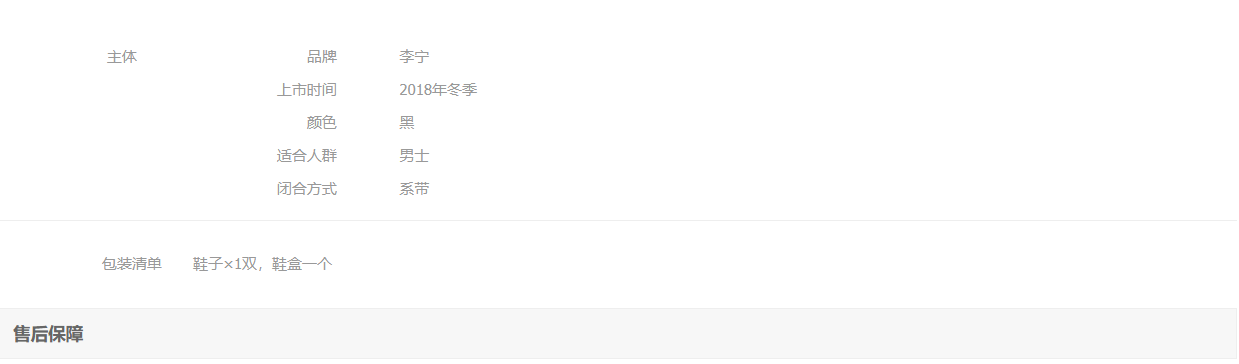 主体 品牌 李宁
上市时间 2018年冬季
颜色 黑
适合人群 男士
闭合方式 系带
包装清单 鞋子×1双，鞋盒一个
售后保障